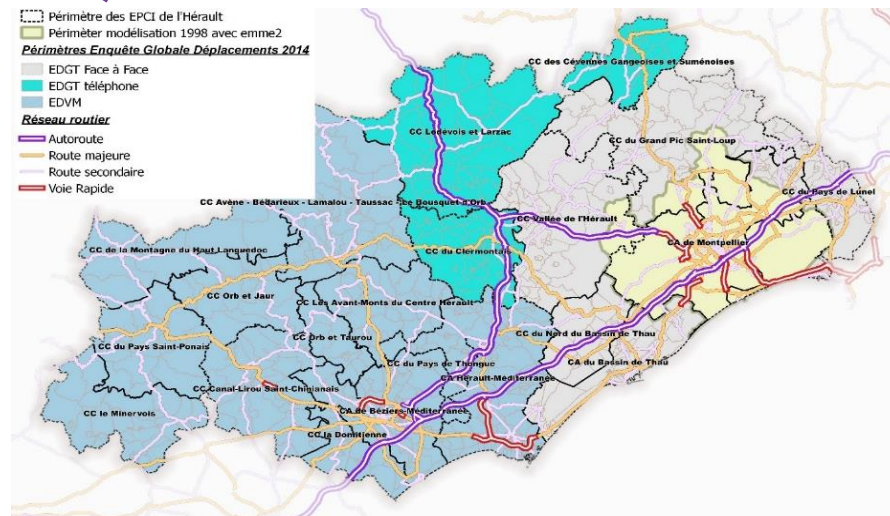 Périmètre des EPCI de l'Hérault
Périmèter modélisation 1998 avec emme2
Périmètres Enquête Globale Déplacements 2014
EDGT Face à Face
EDGT téléphone
EDVM
Réseau routier
Autoroute
Route majeure
Route secondaire
Voie Rapide
CC des Cévennes Gangeoises et Suménoises
CC Lodevois et Larzac
CC du Grand Pic Saint-Loup
CC du Pays de Lunel
CC Avène - Bédarieux - Lamalou - Taussac - Le Bousquet d'Orb
CC Vallée de l'Hérault
CA de Montpellier
CC de la Montagne du Haut Languedoc
CC du Clermontais
CC Orb et Jaur
CC Les Avant-Monts du Centre Hérault
CC Orb et Taurou
CC du Nord du Bassin de Thau
CC du Pays Saint-Ponais
CC du Pays de Thongue
CA du Bassin de Thau
CA Hérault-Méditerranée
CC Canal-Lirou Saint-Chinianais
CC le Minervois
CA de Béziers-Méditerranée
CC la Domitienne